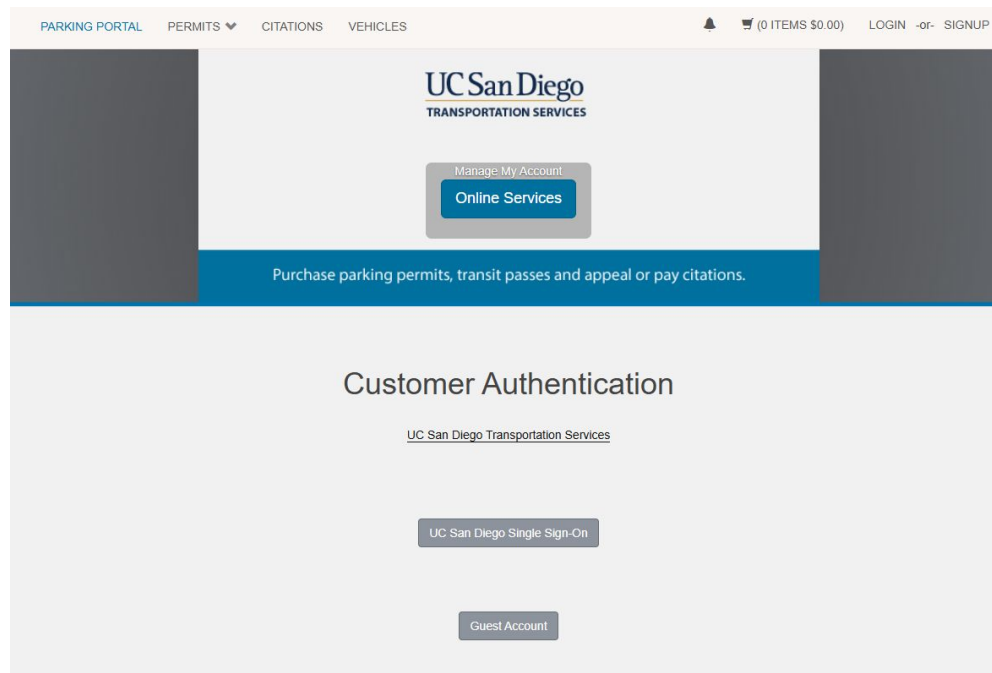 PARKING PORTAL PERMITS CITATIONS VEHICLES (0 ITEMS $0.00) LOGIN -or- SIGNUP
UC San Diego
TRANSPORTATION SERVICES
Manage My Account
Online Services
Purchase parking permits, transit passes and appeal or pay citations.
Customer Authentication
UC San Diego Transportation Services
UC San Diego Single Sign-On
Guest Account